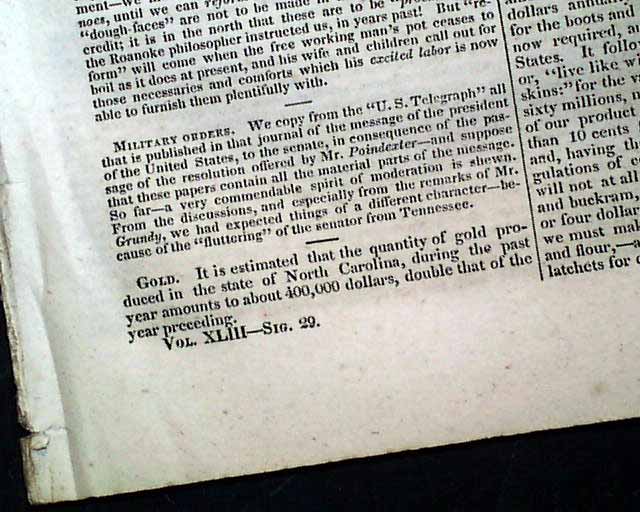 ment—we
noes, until we can reform
"dough-faces" are not to be made in
credit; it is in the north that these are to be
the Roanoke philosopher instructed us, in years past! But "re-
form" will come when the free working man's pot ceases to
boil as it does at present, and his wife and children call out for
those necessaries and comforts which his excited labor is now
able to furnish them plentifully with.
MILITARY ORDERS. We copy from the "U. S. Telegraph" all
that is published in that journal of the message of the president
of the United States, to the senate, in consequence of the pas-
sage of the resolution offered by Mr. Poindexter—and suppose
that these papers contain all the material parts of the message.
So far—a very commendable spirit of moderation is shewn.
From the discussions, and especially from the remarks of Mr.
Grundy, we had expected things of a different character—be-
cause of the "fluttering" of the senator from Tennessee.
GOLD. It is estimated that the quantity of gold pro-
duced in the state of North Carolina, during the past
year amounts to about 400,000 dollars, double that of the
year preceding.
VOL. XLIII—SIG. 29.
dollars annual
for the boots and
now required, a
States. It follo
or, "live like wi
skins:" for the v
sixty millions, n
of our product
than 10 cents
and, having th
gulations of e
will not at all
and buckram,
or four dollar
we must ma
and flour,—a
latchets for